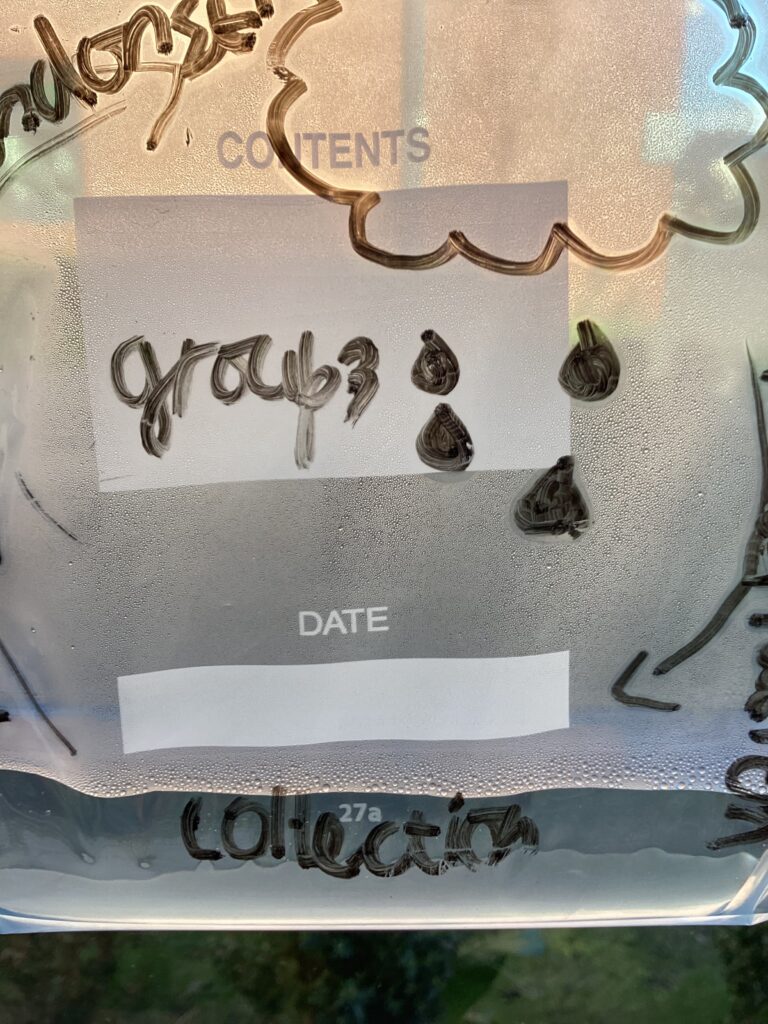 CONTENTS
group3
DATE
27a
collection